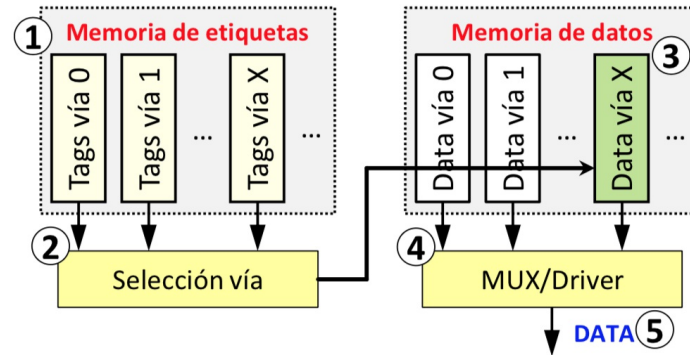 1
Memoria de etiquetas
Tags vía 0
Tags vía 1
...
Tags vía X
...
2
Selección vía
Memoria de datos
3
Data vía 0
Data vía 1
...
Data vía X
...
4
MUX/Driver
DATA 5